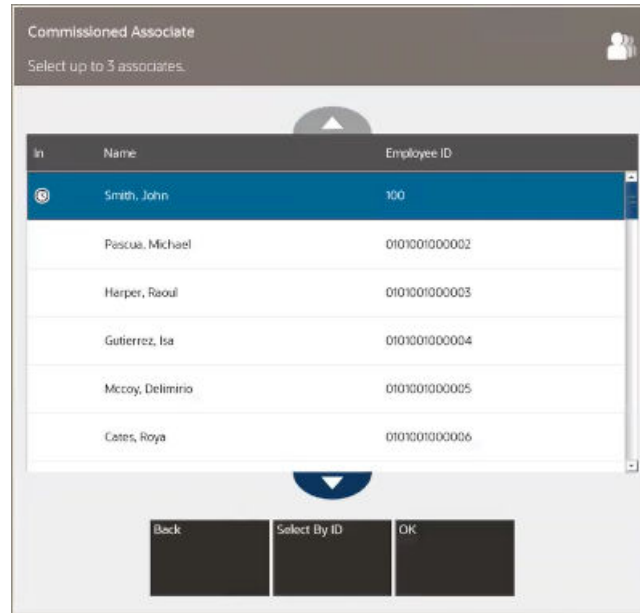 Commissioned Associate
Select up to 3 associates.
In Name Employee ID
Smith, John 100
Pascua, Michael 0101001000002
Harper, Raoul 0101001000003
Gutierrez, Isa 0101001000004
Mccoy, Delimirio 0101001000005
Cates, Roya 0101001000006
Back Select By ID OK